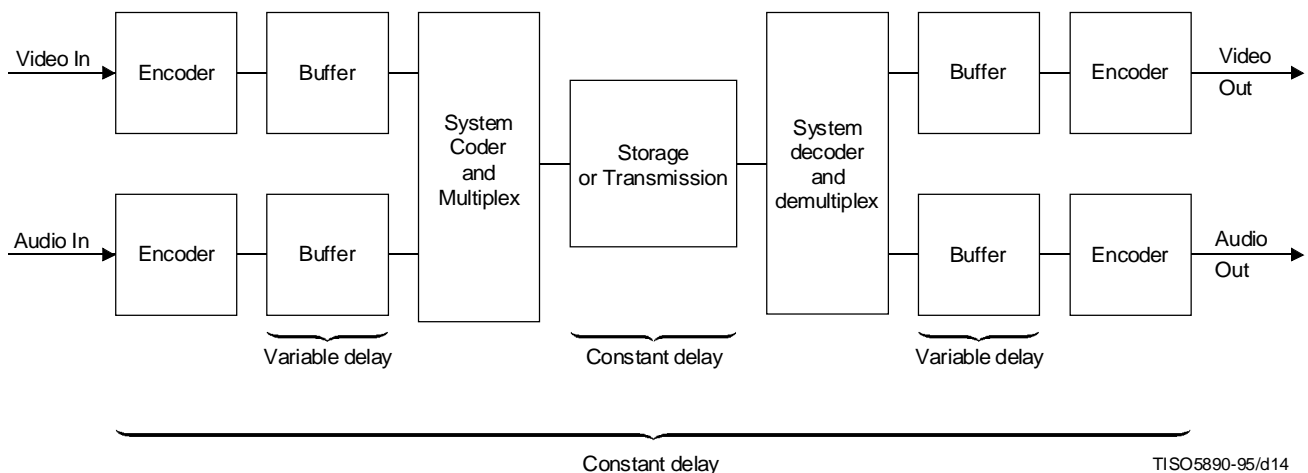 Video In
Encoder
Buffer
System
Coder
and
Multiplex
Storage
or Transmission
System
decoder
and
demultiplex
Buffer
Encoder
Video
Out
Audio In
Encoder
Buffer
Buffer
Encoder
Audio
Out
Variable delay
Constant delay
Variable delay
Constant delay
TISO5890-95/d14